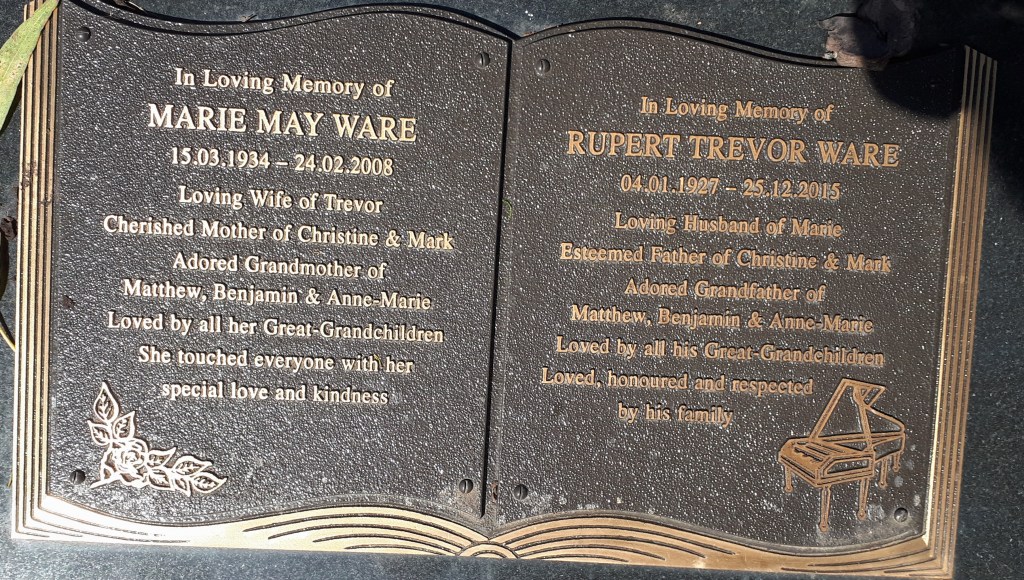 In Loving Memory of
MARIE MAY WARE
15.03.1934 – 24.02.2008
Loving Wife of Trevor
Cherished Mother of Christine & Mark
Adored Grandmother of
Matthew, Benjamin & Anne-Marie
Loved by all her Great-Grandchildren
She touched everyone with her
special love and kindness
In Loving Memory of
RUPERT TREVOR WARE
04.01.1927 – 25.12.2015
Loving Husband of Marie
Esteemed Father of Christine & Mark
Adored Grandfather of
Matthew, Benjamin & Anne-Marie
Loved by all his Great-Grandchildren
Loved, honoured and respected
by his family